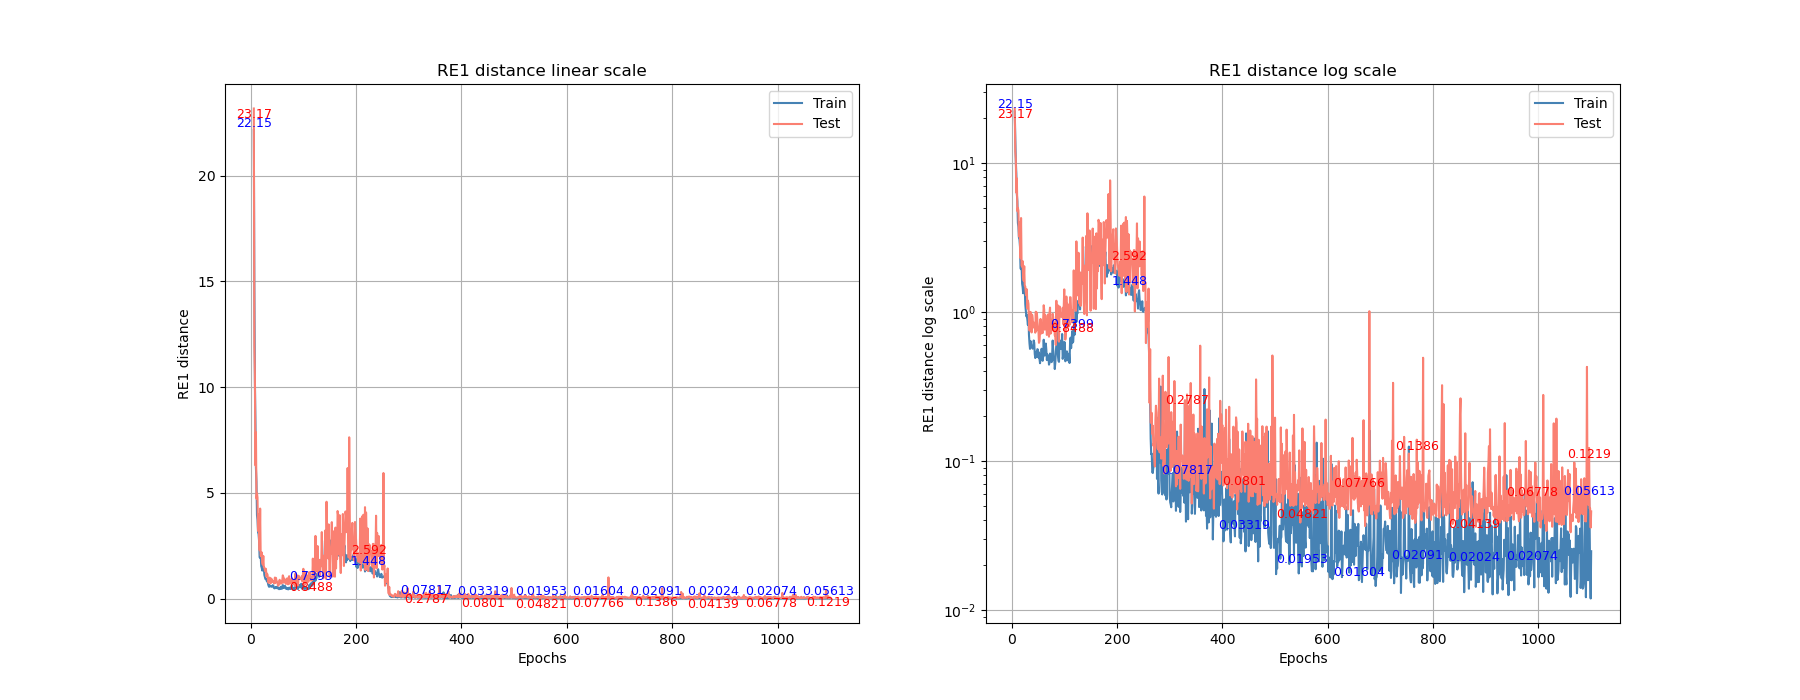 RE1 distance linear scale
RE1 distance
20
15
10
5
0
0 200 400 600 800 1000
Epochs
Train
Test
23.17
22.15
0.7399
0.8488
2.592
1.448
0.07817 0.03319 0.01953 0.01604 0.02091 0.02024 0.02074 0.05613
0.2787 0.0801 0.04821 0.07766 0.1386 0.04139 0.06778 0.1219
RE1 distance log scale
RE1 distance log scale
10¹
10⁰
10⁻¹
10⁻²
0 200 400 600 800 1000
Epochs
Train
Test
22.15
23.17
2.592
1.448
0.7399
0.8488
0.2787
0.1386
0.1219
0.07817
0.0801
0.07766
0.06778
0.05613
0.04821
0.03319
0.04139
0.01953
0.02091
0.02024
0.02074
0.01604